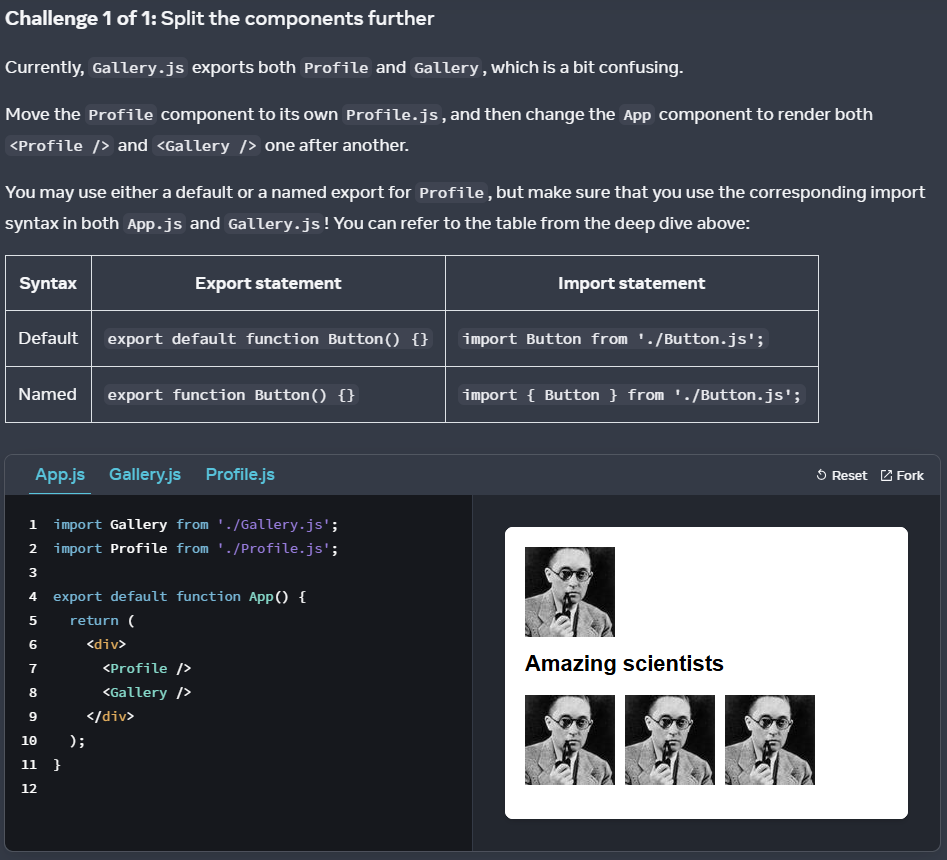 Challenge 1 of 1: Split the components further
Currently, Gallery.js exports both Profile and Gallery, which is a bit confusing.
Move the Profile component to its own Profile.js, and then change the App component to render both
<Profile /> and <Gallery /> one after another.
You may use either a default or a named export for Profile, but make sure that you use the corresponding import
syntax in both App.js and Gallery.js! You can refer to the table from the deep dive above:
Syntax Export statement Import statement
Default export default function Button() {} import Button from './Button.js';
Named export function Button() {} import { Button } from './Button.js';
App.js Gallery.js Profile.js Reset Fork
1 import Gallery from './Gallery.js';
2 import Profile from './Profile.js';
3
4 export default function App() {
5   return (
6     <div>
7       <Profile />
8       <Gallery />
9     </div>
10   );
11 }
12
Amazing scientists